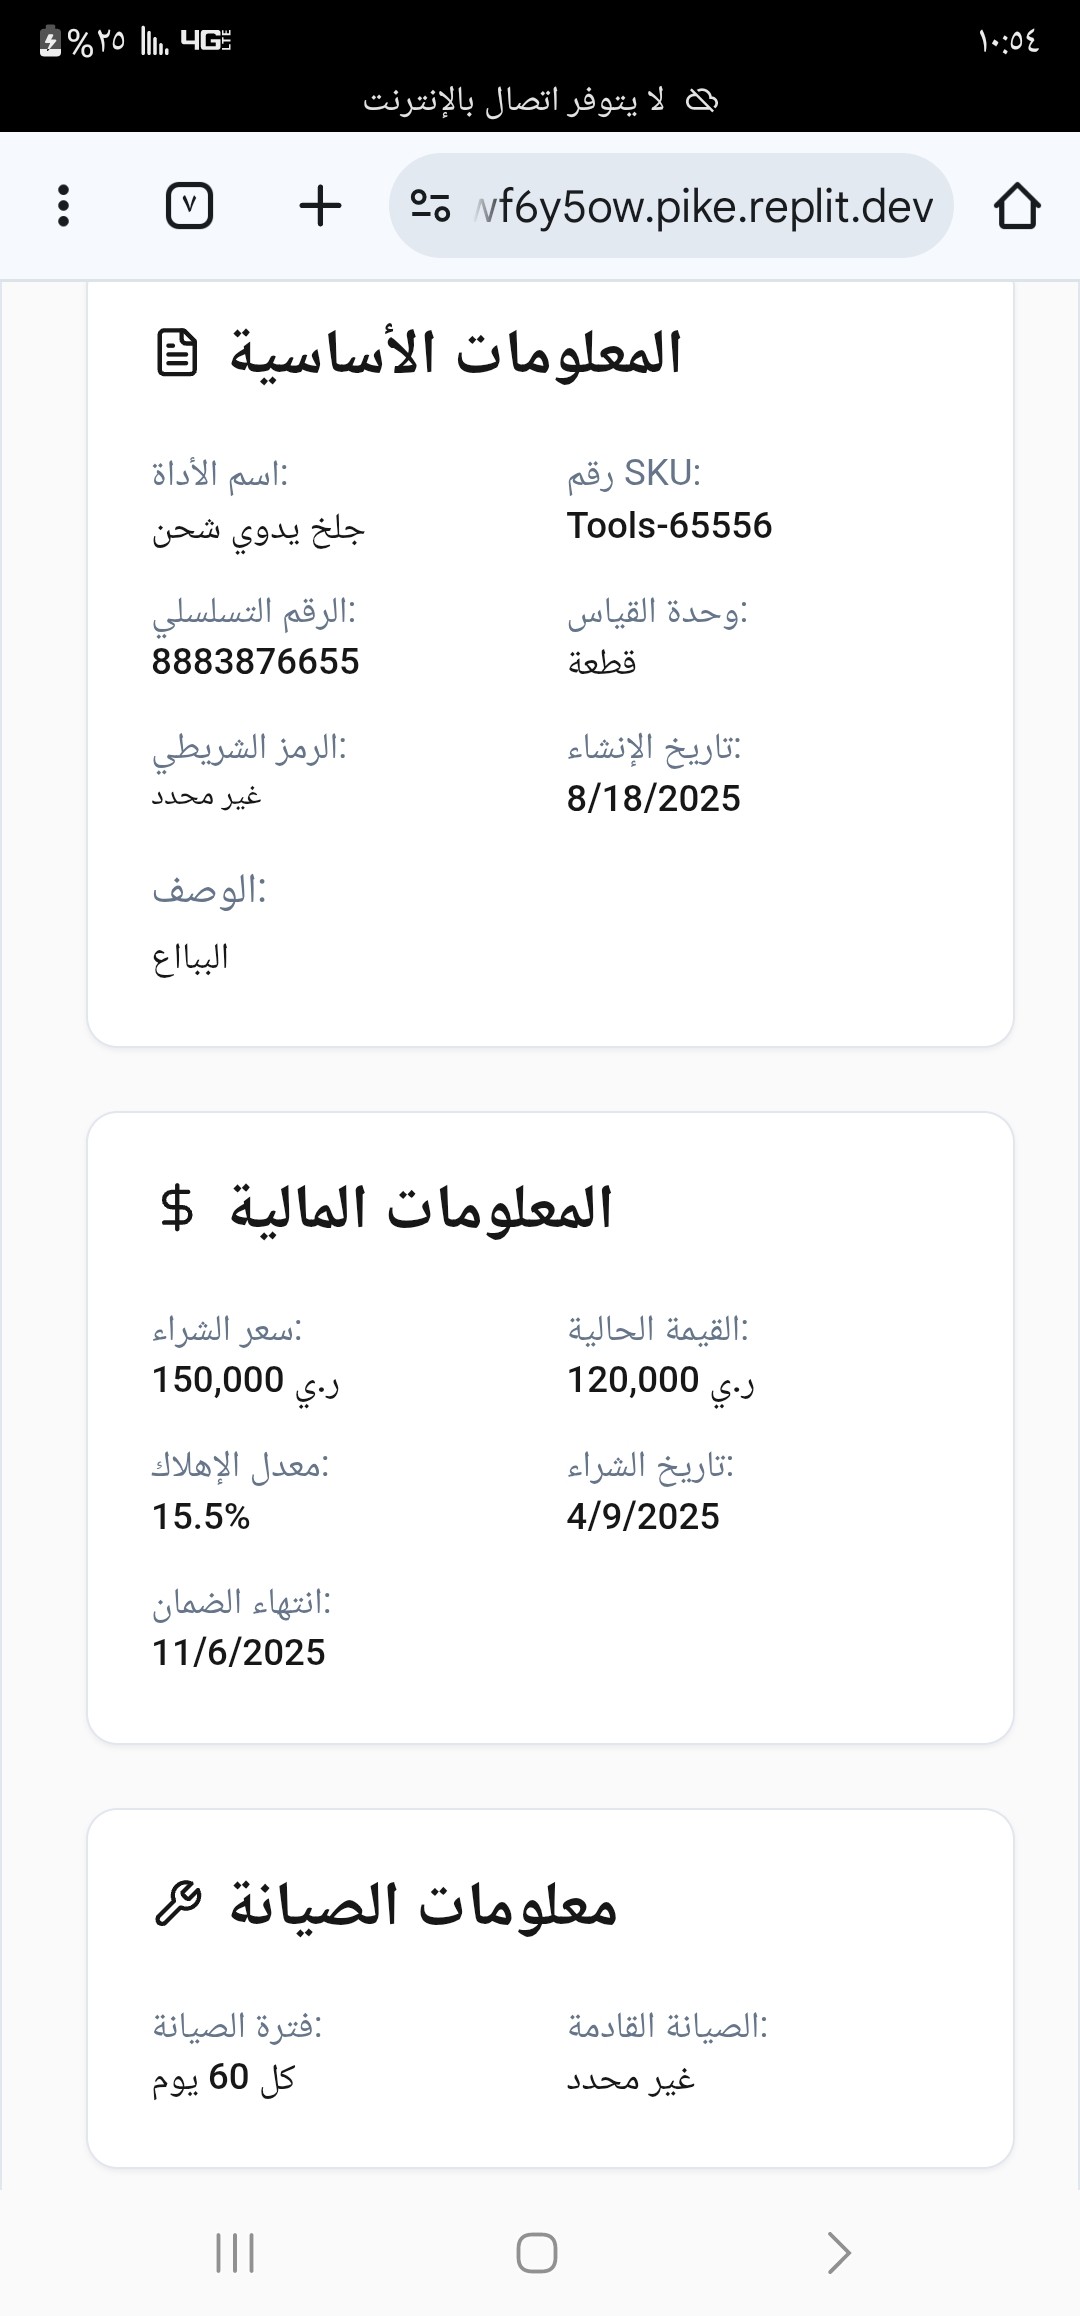 ١٠:٥٤
4G LTE
%٢٥
لا يتوفر اتصال بالإنترنت
wf6y5ow.pike.replit.dev
٧
المعلومات الأساسية
اسم الأداة:
جلخ يدوي شحن
رقم SKU:
Tools-65556
الرقم التسلسلي:
8883876655
وحدة القياس:
قطعة
الرمز الشريطي:
غير محدد
تاريخ الإنشاء:
8/18/2025
الوصف:
البيااع
المعلومات المالية
$
سعر الشراء:
150,000 ر.ي
القيمة الحالية:
120,000 ر.ي
معدل الإهلاك:
15.5%
تاريخ الشراء:
4/9/2025
انتهاء الضمان:
11/6/2025
معلومات الصيانة
فترة الصيانة:
كل 60 يوم
الصيانة القادمة:
غير محدد